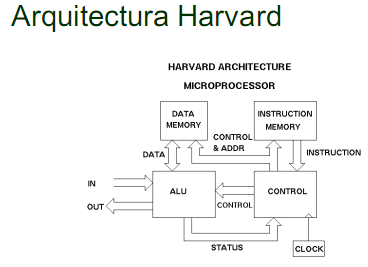 Arquitectura Harvard
HARVARD ARCHITECTURE
MICROPROCESSOR
DATA
MEMORY
INSTRUCTION
MEMORY
CONTROL
& ADDR
DATA
INSTRUCTION
IN
OUT
ALU
CONTROL
CONTROL
STATUS
CLOCK